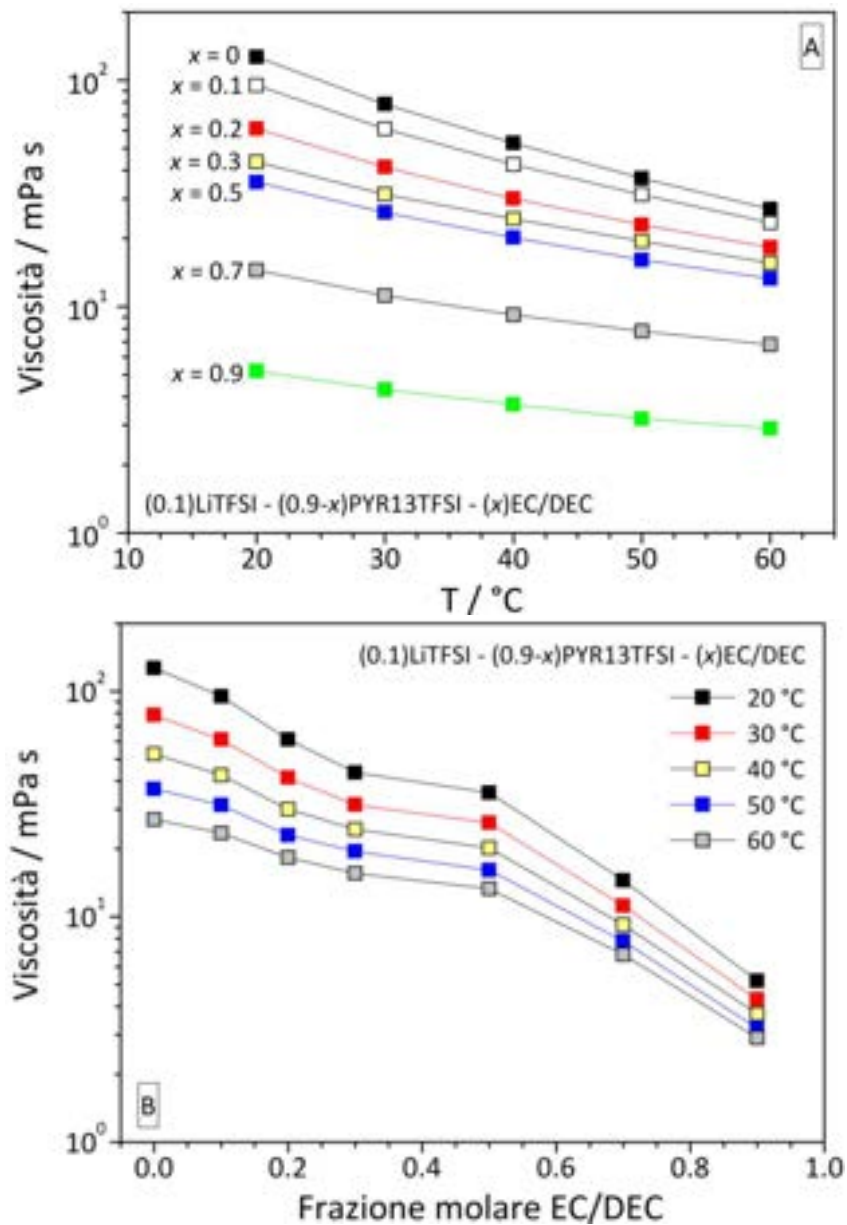 A
10²
10¹
10⁰
Viscosità / mPa s
x = 0
x = 0.1
x = 0.2
x = 0.3
x = 0.5
x = 0.7
x = 0.9
(0.1)LiTFSI - (0.9-x)PYR13TFSI - (x)EC/DEC
10 20 30 40 50 60
T / °C
(0.1)LiTFSI - (0.9-x)PYR13TFSI - (x)EC/DEC
20 °C
30 °C
40 °C
50 °C
60 °C
10²
10¹
10⁰
Viscosità / mPa s
B
0.0 0.2 0.4 0.6 0.8 1.0
Frazione molare EC/DEC